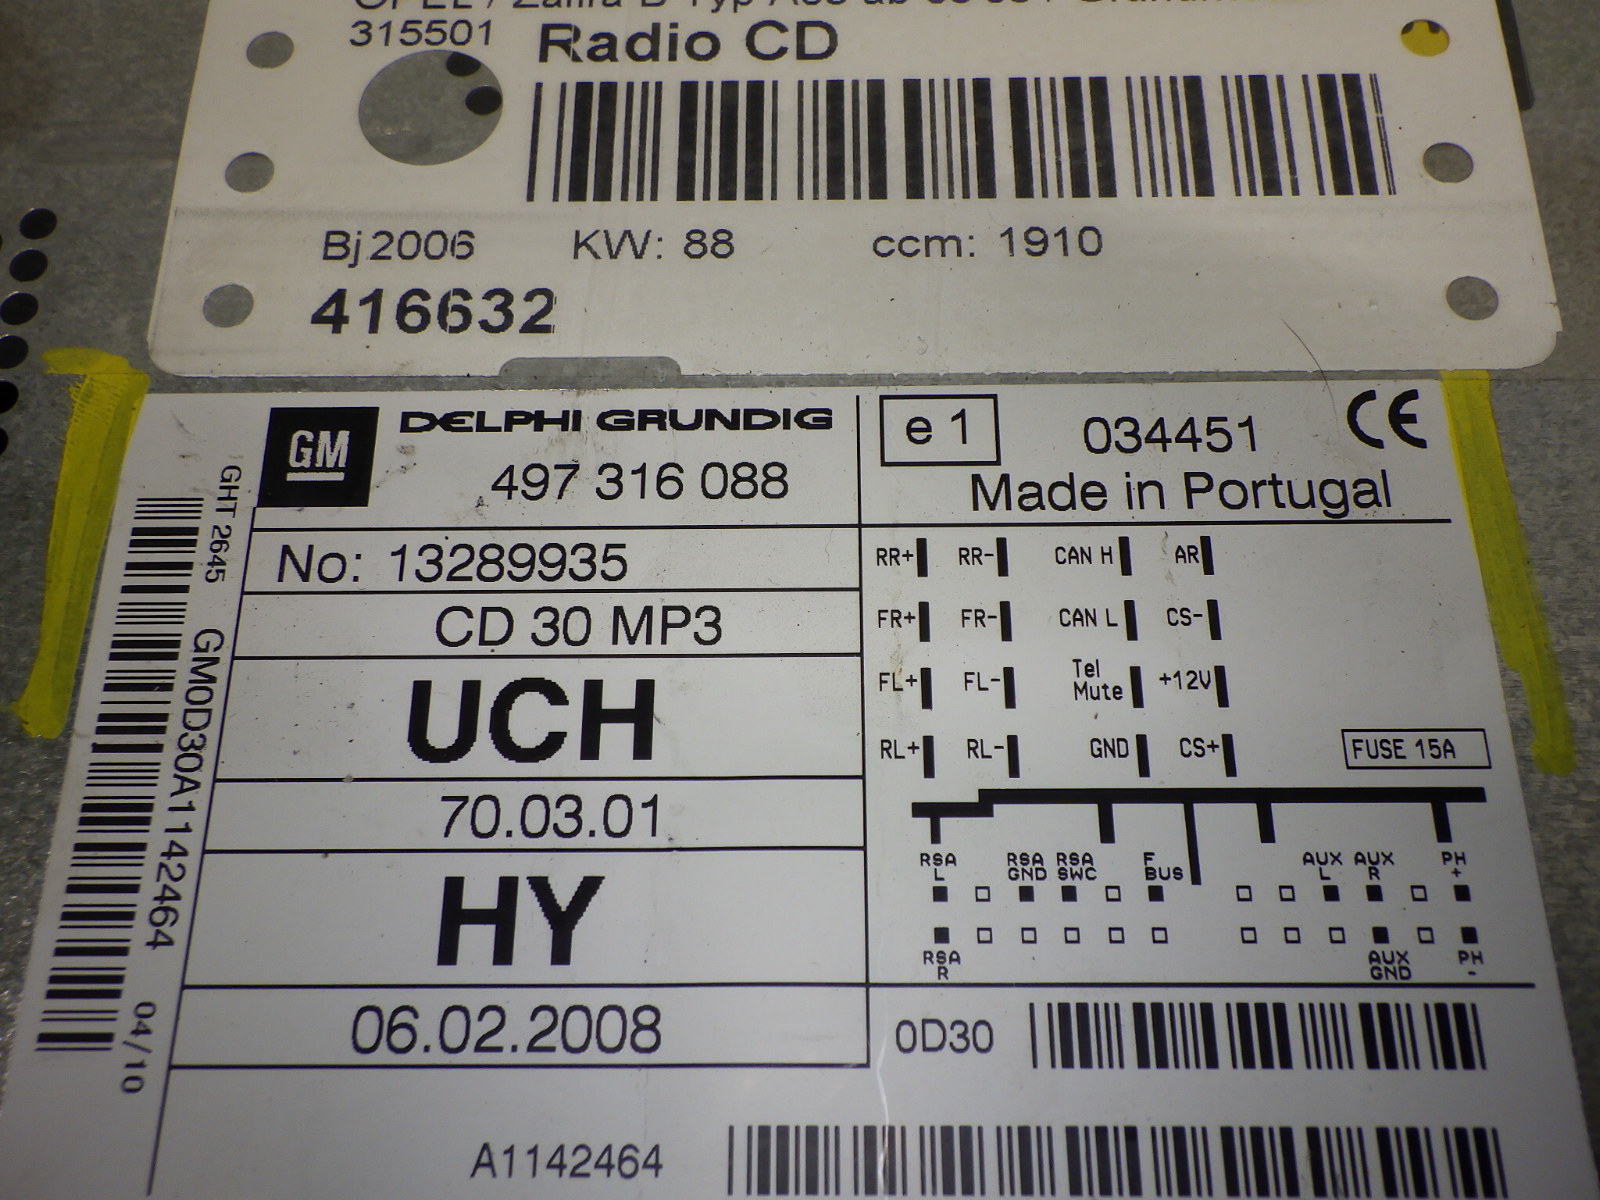 315501
Radio CD
Bj 2006 KW: 88 ccm: 1910
416632
GM DELPHI GRUNDIG
497 316 088
e 1 034451 CE
Made in Portugal
No: 13289935
CD 30 MP3
UCH
70.03.01
HY
06.02.2008
GHT 2645 GM0D30A1142464 04/10
RR+ RR- CAN H AR
FR+ FR- CAN L CS-
FL+ FL- Tel Mute +12V
RL+ RL- GND CS+
FUSE 15A
RSA L RSA GND RSA SWC F BUS AUX L AUX R PH +
RSA R AUX GND PH -
0D30
A1142464